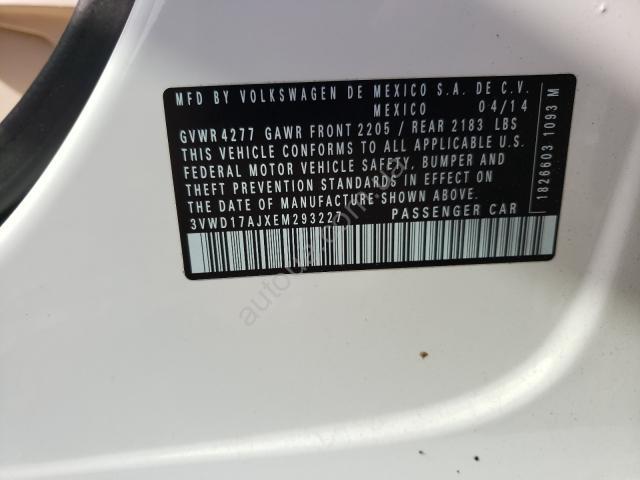 MFD BY VOLKSWAGEN DE MEXICO S.A. DE C.V.
MEXICO 04/14
GVWR 4277 GAWR FRONT 2205 / REAR 2183 LBS
THIS VEHICLE CONFORMS TO ALL APPLICABLE U.S.
FEDERAL MOTOR VEHICLE SAFETY, BUMPER AND
THEFT PREVENTION STANDARDS IN EFFECT ON THE
DATE OF MANUFACTURE SHOWN ABOVE.
3VWD17AJXEM293227 PASSENGER CAR
1826603 1093 M